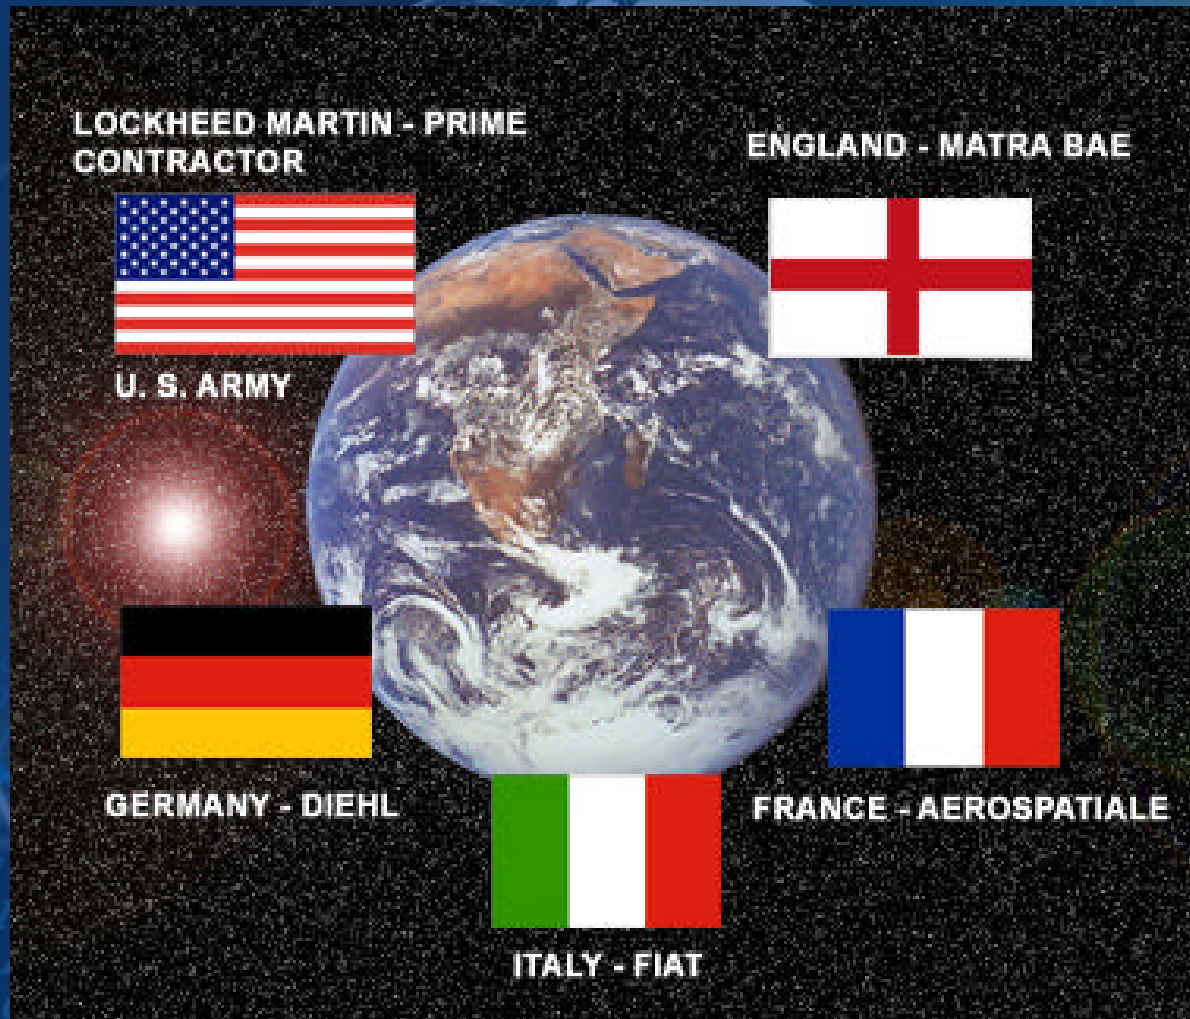 LOCKHEED MARTIN - PRIME
CONTRACTOR
ENGLAND - MATRA BAE
U. S. ARMY
GERMANY - DIEHL
FRANCE - AEROSPATIALE
ITALY - FIAT